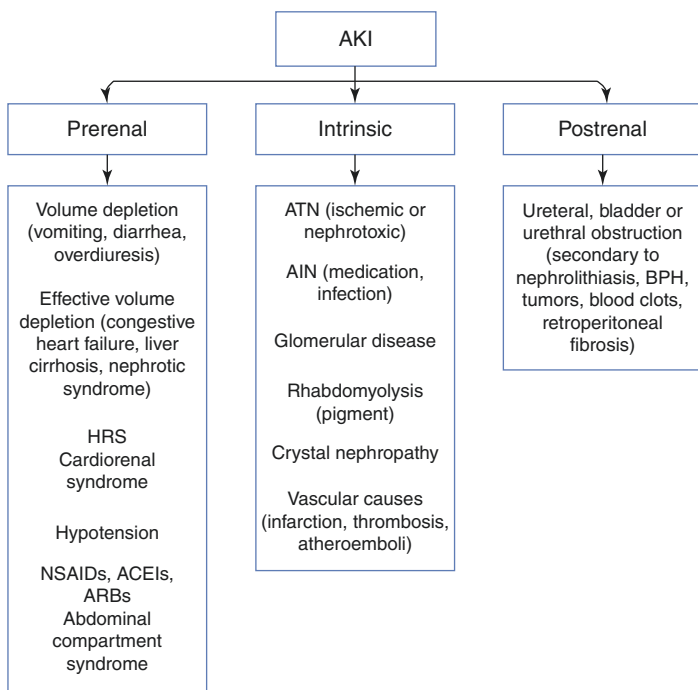 AKI
Prerenal
Intrinsic
Postrenal
Volume depletion
(vomiting, diarrhea,
overdiuresis)
Effective volume
depletion (congestive
heart failure, liver
cirrhosis, nephrotic
syndrome)
HRS
Cardiorenal
syndrome
Hypotension
NSAIDs, ACEIs,
ARBs
Abdominal
compartment
syndrome
ATN (ischemic or
nephrotoxic)
AIN (medication,
infection)
Glomerular disease
Rhabdomyolysis
(pigment)
Crystal nephropathy
Vascular causes
(infarction, thrombosis,
atheroemboli)
Ureteral, bladder or
urethral obstruction
(secondary to
nephrolithiasis, BPH,
tumors, blood clots,
retroperitoneal
fibrosis)